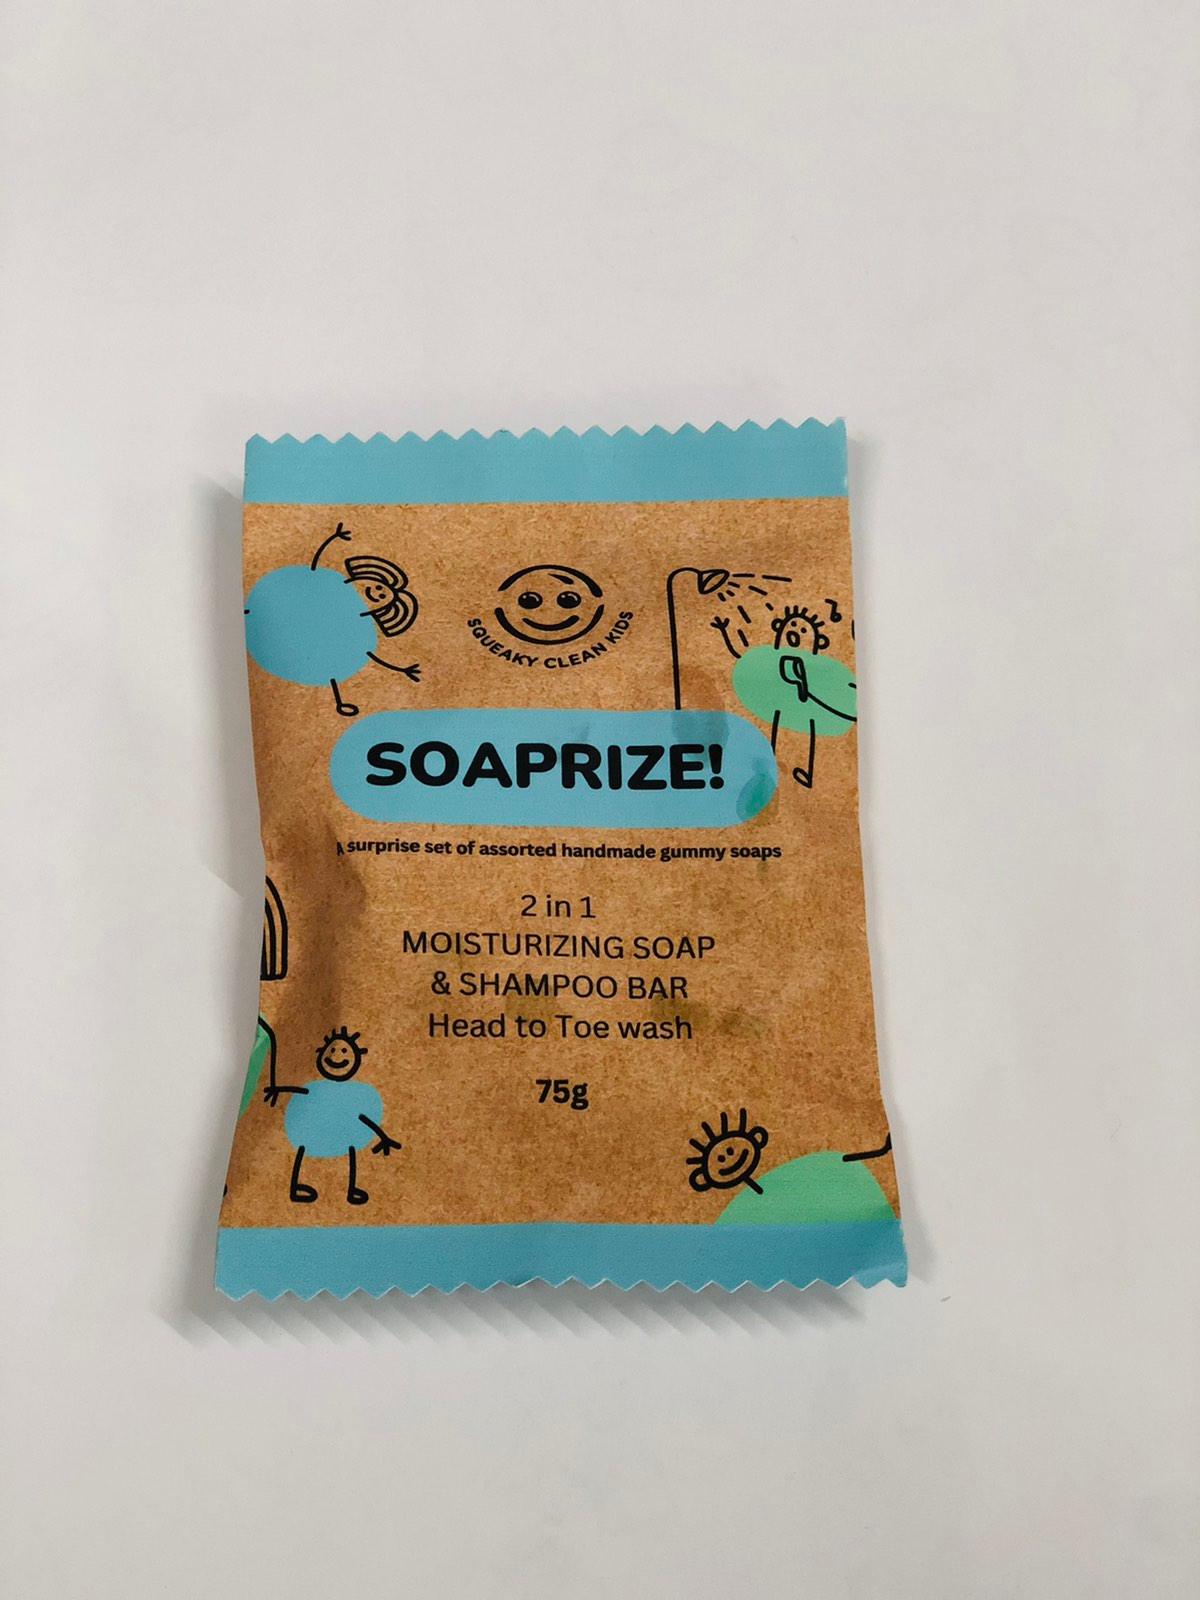 SQUEAKY CLEAN KIDS
SOAPRIZE!
A surprise set of assorted handmade gummy soaps
2 in 1
MOISTURIZING SOAP
& SHAMPOO BAR
Head to Toe wash
75g